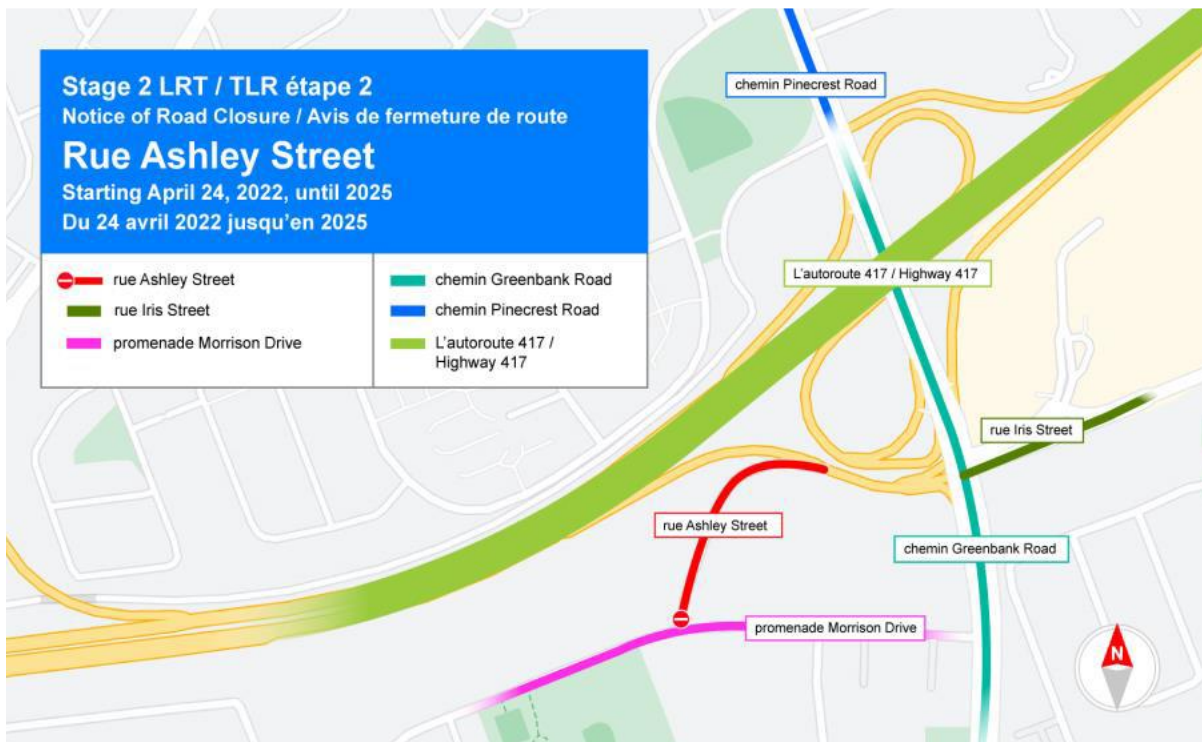 Stage 2 LRT / TLR étape 2
Notice of Road Closure / Avis de fermeture de route
Rue Ashley Street
Starting April 24, 2022, until 2025
Du 24 avril 2022 jusqu'en 2025
rue Ashley Street
rue Iris Street
promenade Morrison Drive
chemin Greenbank Road
chemin Pinecrest Road
L'autoroute 417 /
Highway 417
chemin Pinecrest Road
L'autoroute 417 / Highway 417
rue Iris Street
rue Ashley Street
chemin Greenbank Road
promenade Morrison Drive
N